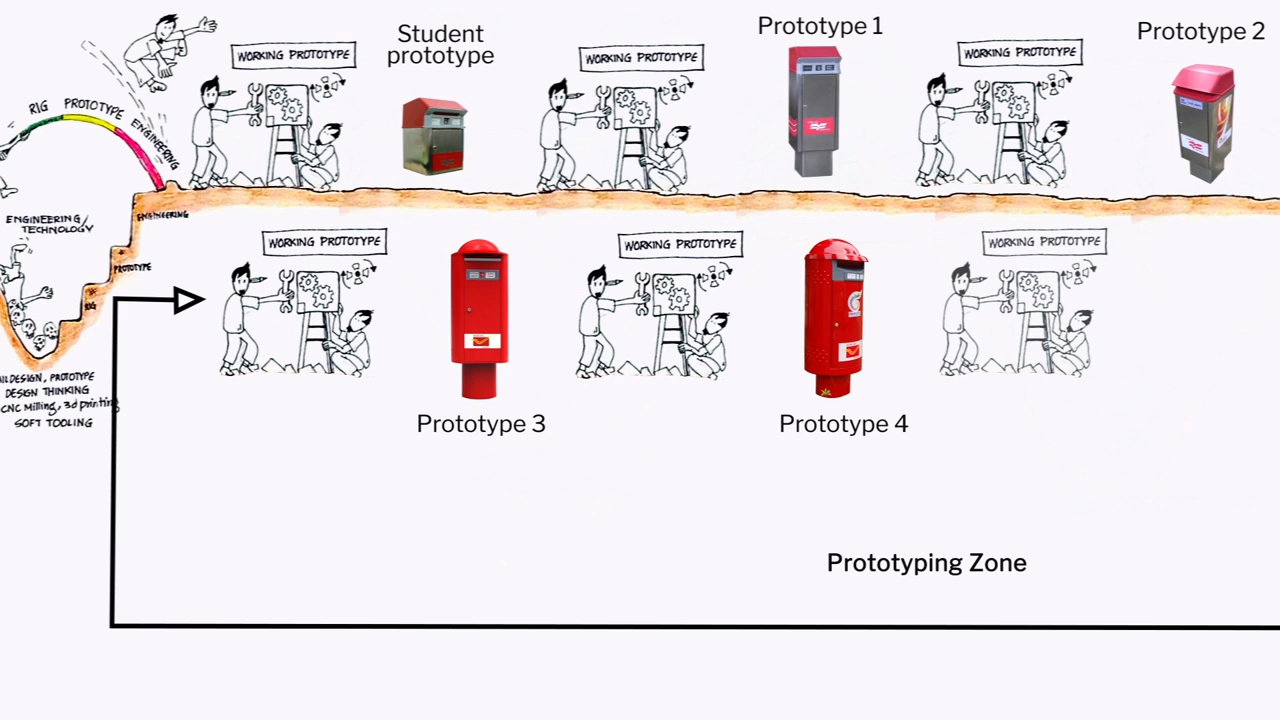 Student
prototype
Prototype 1
Prototype 2
WORKING PROTOTYPE
WORKING PROTOTYPE
WORKING PROTOTYPE
RIG PROTOTYPE ENGINEERING
ENGINEERING/
TECHNOLOGY
ENGINEERING
PROTOTYPE
RIG
WORKING PROTOTYPE
WORKING PROTOTYPE
WORKING PROTOTYPE
DESIGN, PROTOTYPE
DESIGN THINKING
CNC Milling, 3d printing
SOFT TOOLING
Prototype 3
Prototype 4
Prototyping Zone